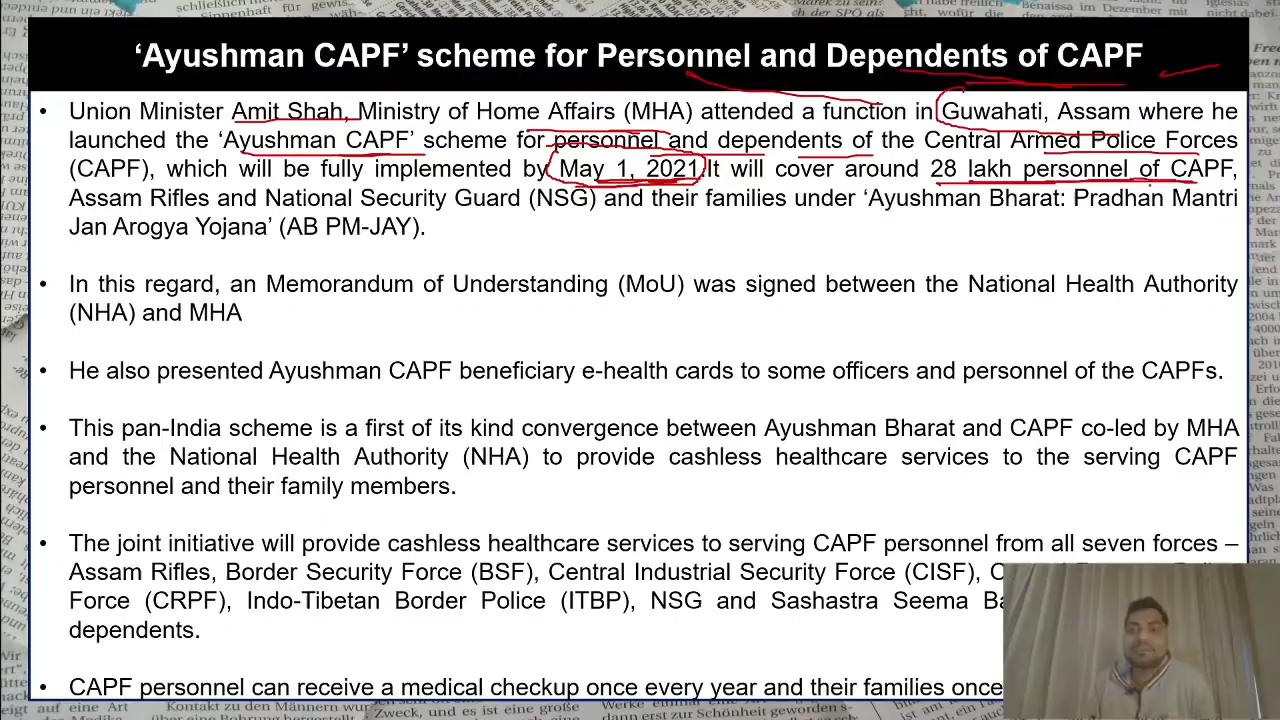 ‘Ayushman CAPF’ scheme for Personnel and Dependents of CAPF
• Union Minister Amit Shah, Ministry of Home Affairs (MHA) attended a function in Guwahati, Assam where he
launched the ‘Ayushman CAPF’ scheme for personnel and dependents of the Central Armed Police Forces
(CAPF), which will be fully implemented by May 1, 2021 It will cover around 28 lakh personnel of CAPF,
Assam Rifles and National Security Guard (NSG) and their families under ‘Ayushman Bharat: Pradhan Mantri
Jan Arogya Yojana’ (AB PM-JAY).
• In this regard, an Memorandum of Understanding (MoU) was signed between the National Health Authority
(NHA) and MHA
• He also presented Ayushman CAPF beneficiary e-health cards to some officers and personnel of the CAPFs.
• This pan-India scheme is a first of its kind convergence between Ayushman Bharat and CAPF co-led by MHA
and the National Health Authority (NHA) to provide cashless healthcare services to the serving CAPF
personnel and their family members.
• The joint initiative will provide cashless healthcare services to serving CAPF personnel from all seven forces –
Assam Rifles, Border Security Force (BSF), Central Industrial Security Force (CISF),
Force (CRPF), Indo-Tibetan Border Police (ITBP), NSG and Sashastra Seema
dependents.
• CAPF personnel can receive a medical checkup once every year and their families once